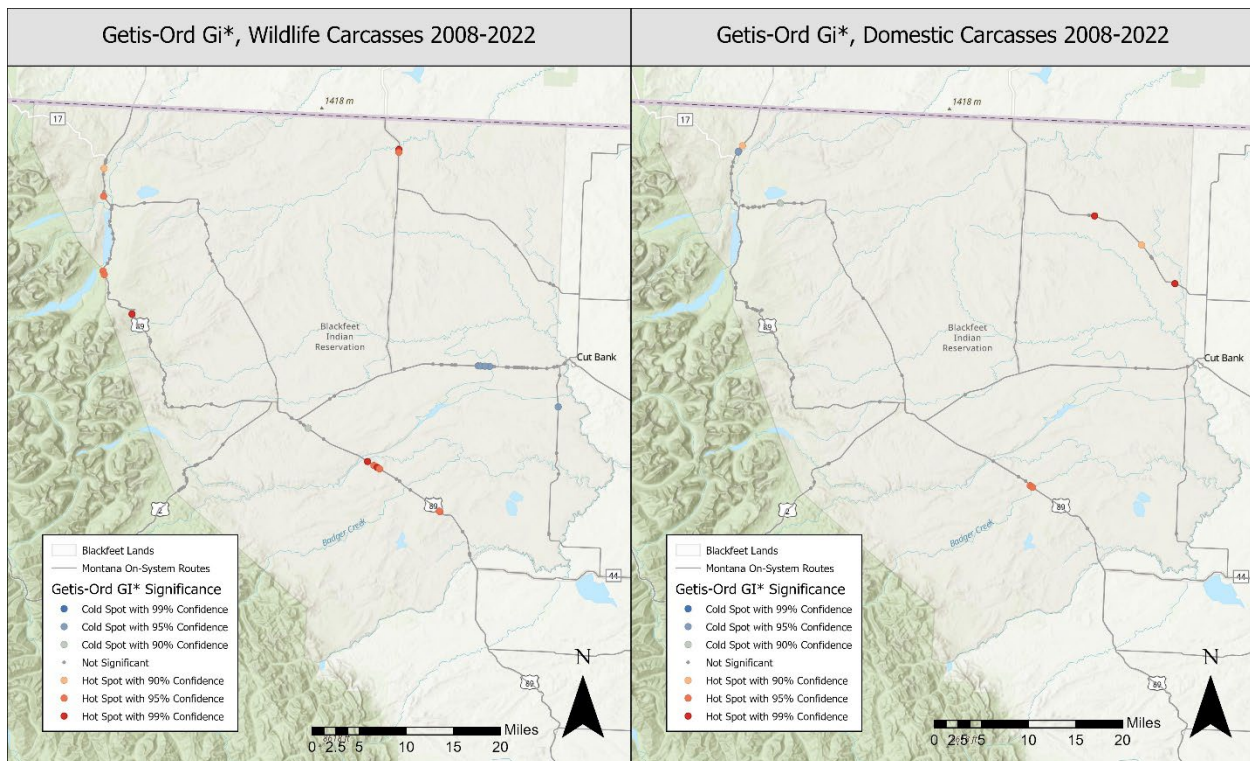 Getis-Ord Gi*, Wildlife Carcasses 2008-2022
1418 m
17
89
Blackfeet
Indian
Reservation
Cut Bank
89
2
Badger Creek
44
89
Blackfeet Lands
Montana On-System Routes
Getis-Ord GI* Significance
Cold Spot with 99% Confidence
Cold Spot with 95% Confidence
Cold Spot with 90% Confidence
Not Significant
Hot Spot with 90% Confidence
Hot Spot with 95% Confidence
Hot Spot with 99% Confidence
N
Miles
0 2.5 5 10 15 20
Getis-Ord Gi*, Domestic Carcasses 2008-2022
1418 m
17
89
Blackfeet
Indian
Reservation
Cut Bank
89
2
Badger Creek
44
89
Blackfeet Lands
Montana On-System Routes
Getis-Ord GI* Significance
Cold Spot with 99% Confidence
Cold Spot with 95% Confidence
Cold Spot with 90% Confidence
Not Significant
Hot Spot with 90% Confidence
Hot Spot with 95% Confidence
Hot Spot with 99% Confidence
N
Miles
0 2.5 5 10 15 20